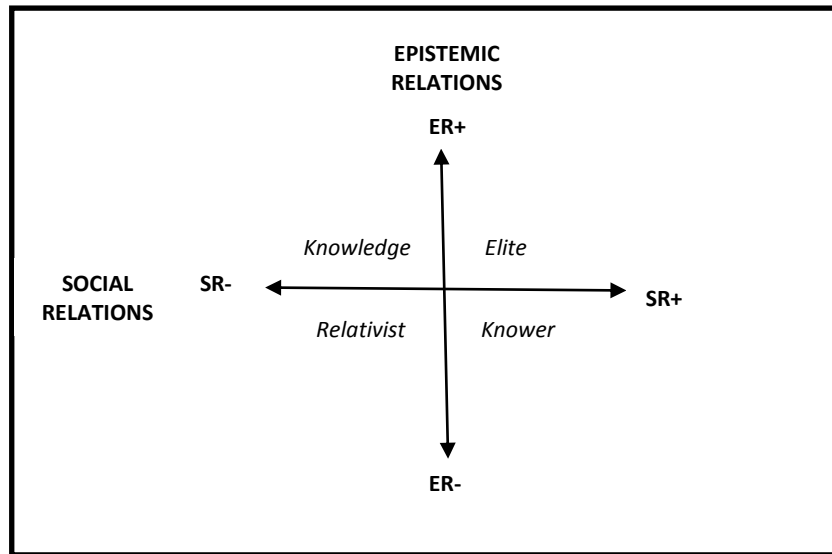 EPISTEMIC
RELATIONS
ER+
Knowledge
Elite
SOCIAL
RELATIONS
SR-
SR+
Relativist
Knower
ER-